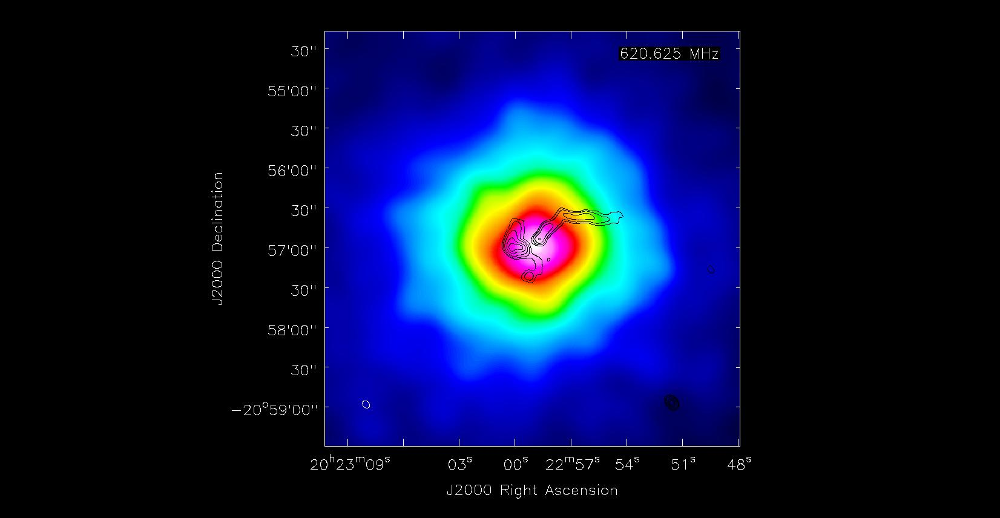 620.625 MHz
30"
55'00"
30"
56'00"
30"
57'00"
30"
58'00"
30"
−20°59'00"
J2000 Declination
20ʰ23ᵐ09ˢ 03ˢ 00ˢ 22ᵐ57ˢ 54ˢ 51ˢ 48ˢ
J2000 Right Ascension